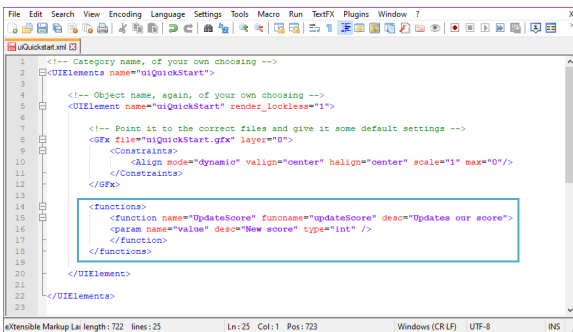 File Edit Search View Encoding Language Settings Tools Macro Run TextFX Plugins Window ? X
uiQuickstart.xml
1 <!-- Category name, of your own choosing -->
2 <UIElements name="uiQuickStart">
3
4 <!-- Object name, again, of your own choosing -->
5 <UIElement name="uiQuickStart" render_lockless="1">
6
7 <!-- Point it to the correct files and give it some default settings -->
8 <GFx file="uiQuickStart.gfx" layer="0">
9 <Constraints>
10 <Align mode="dynamic" valign="center" halign="center" scale="1" max="0"/>
11 </Constraints>
12 </GFx>
13
14 <functions>
15 <function name="UpdateScore" funcname="updateScore" desc="Updates our score">
16 <param name="value" desc="New score" type="int" />
17 </function>
18 </functions>
19
20 </UIElement>
21
22 </UIElements>
23
eXtensible Markup Lar length : 722 lines : 25 Ln : 25 Col : 1 Pos : 723 Windows (CR LF) UTF-8 INS